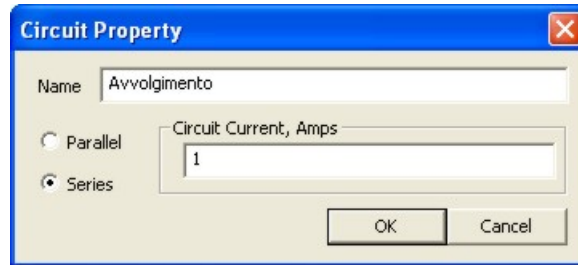 Circuit Property
Name Avvolgimento
Parallel
Series
Circuit Current, Amps
1
OK Cancel